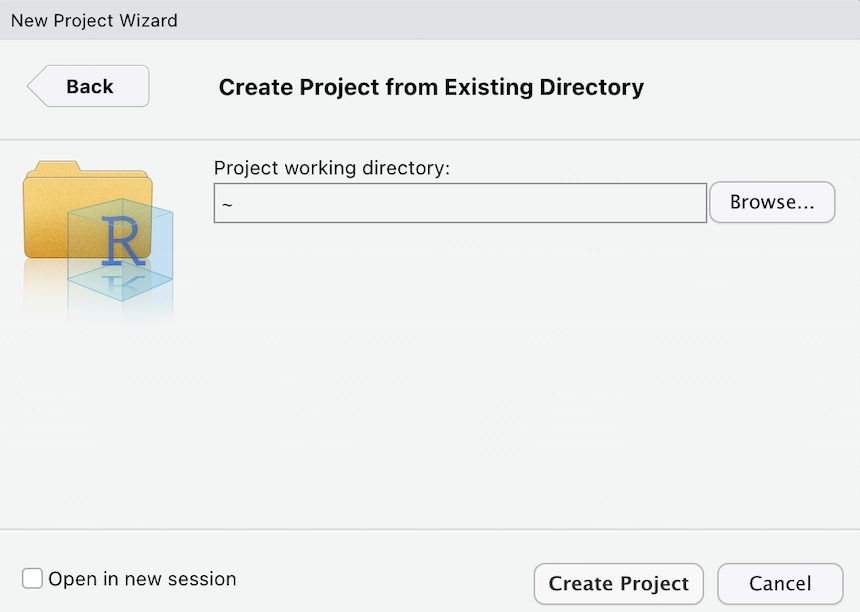 New Project Wizard
Back
Create Project from Existing Directory
Project working directory:
~
Browse...
R
Open in new session
Create Project
Cancel